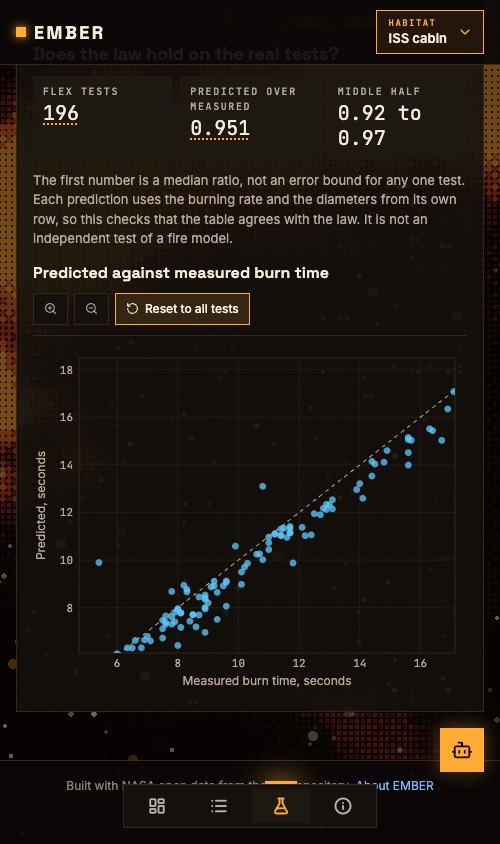 EMBER
HABITAT
ISS cabin
Does the law hold on the real tests?
FLEX TESTS
196
PREDICTED OVER
MEASURED
0.951
MIDDLE HALF
0.92 to
0.97
The first number is a median ratio, not an error bound for any one test.
Each prediction uses the burning rate and the diameters from its own
row, so this checks that the table agrees with the law. It is not an
independent test of a fire model.
Predicted against measured burn time
Reset to all tests
18
16
14
12
10
8
Predicted, seconds
6 8 10 12 14 16
Measured burn time, seconds
Built with NASA open data from the About EMBER